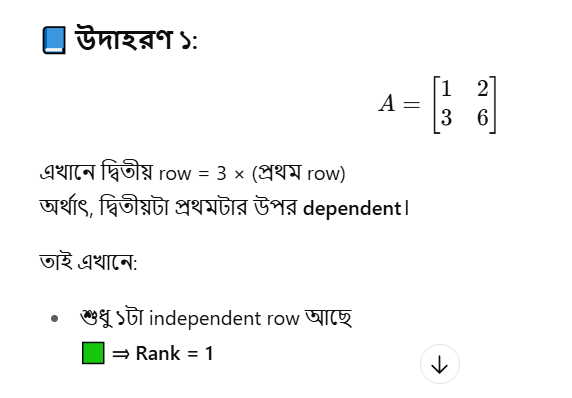 📘 উদাহরণ ১:
A = [1 2
3 6]
এখানে দ্বিতীয় row = 3 × (প্রথম row)
অর্থাৎ, দ্বিতীয়টা প্রথমটার উপর dependent।
তাই এখানে:
• শুধু ১টা independent row আছে
🟩 ⇒ Rank = 1